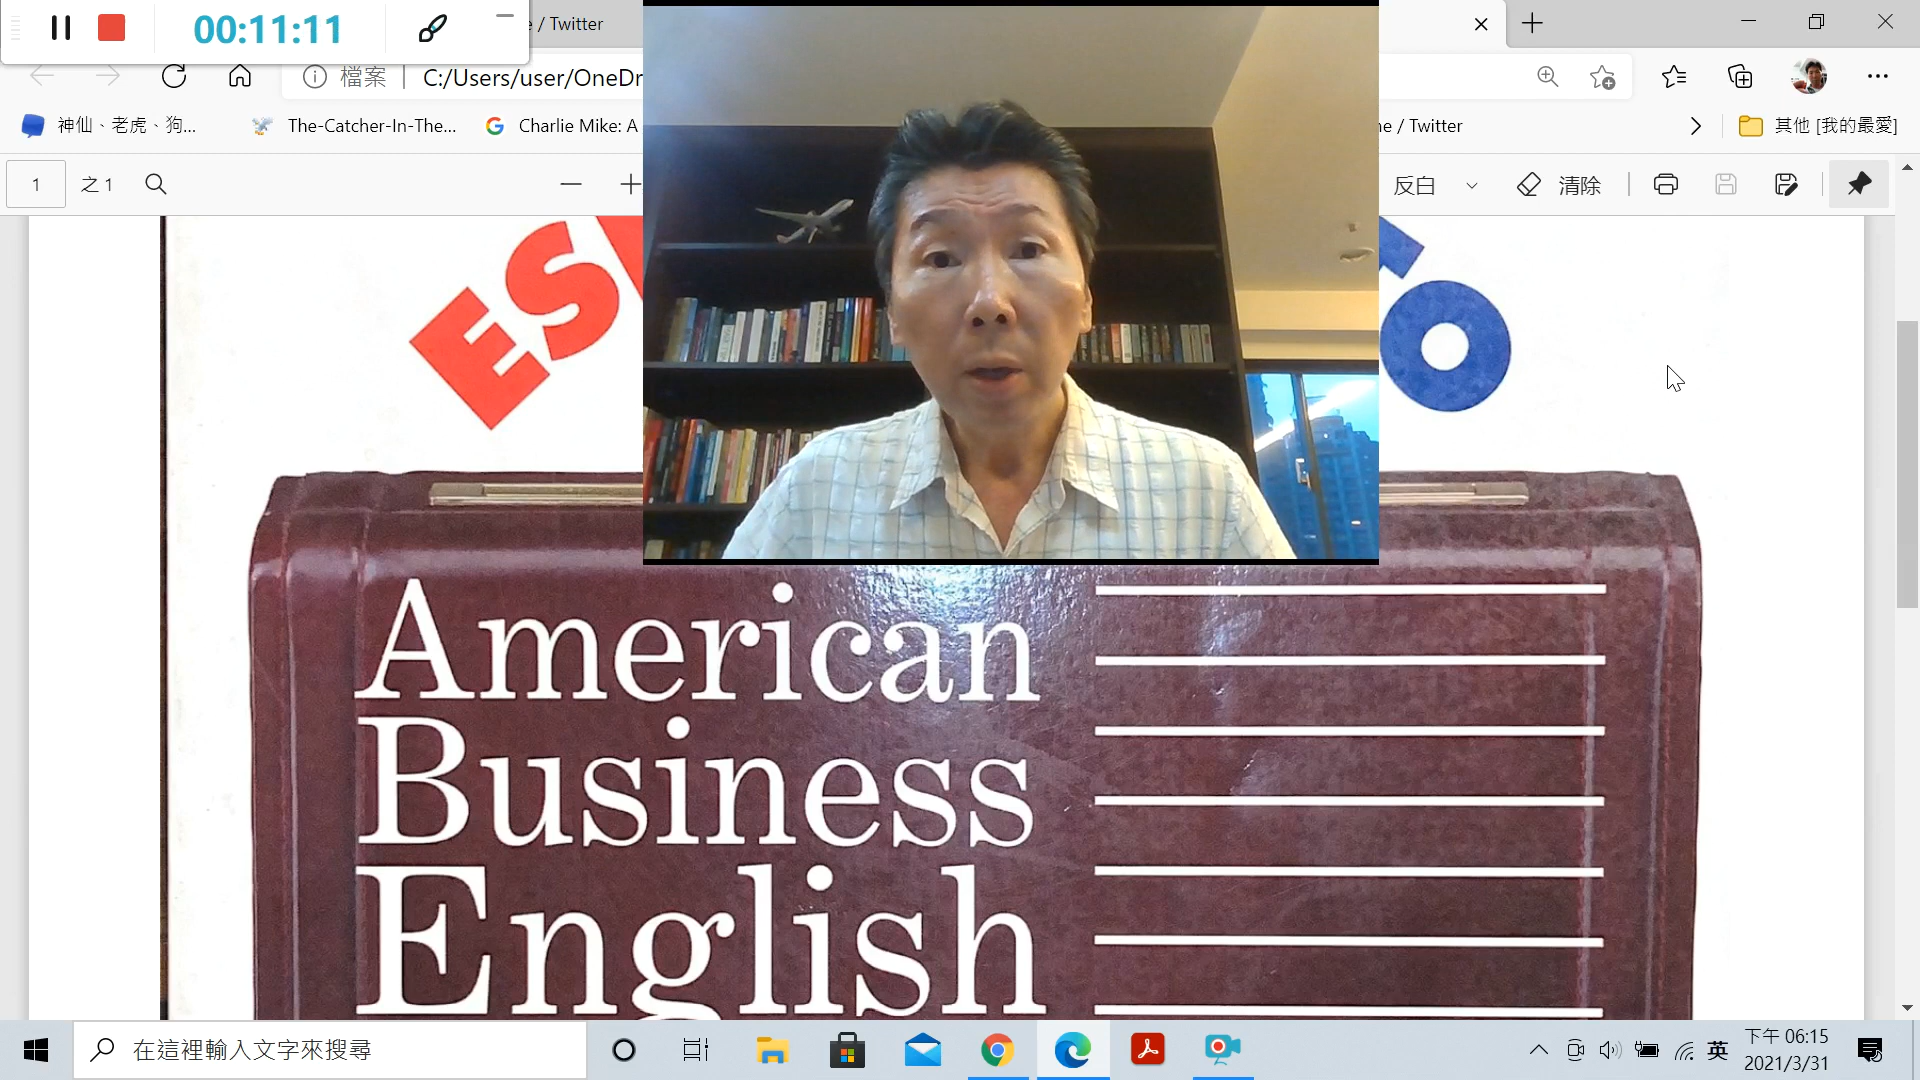 00:11:11
e / Twitter
檔案
C:/Users/user/OneDr
神仙、老虎、狗...
The-Catcher-In-The...
Charlie Mike: A
ne / Twitter
其他 [我的最愛]
1
之 1
反白
清除
ES
O
American
Business
English
在這裡輸入文字來搜尋
英
下午 06:15
2021/3/31